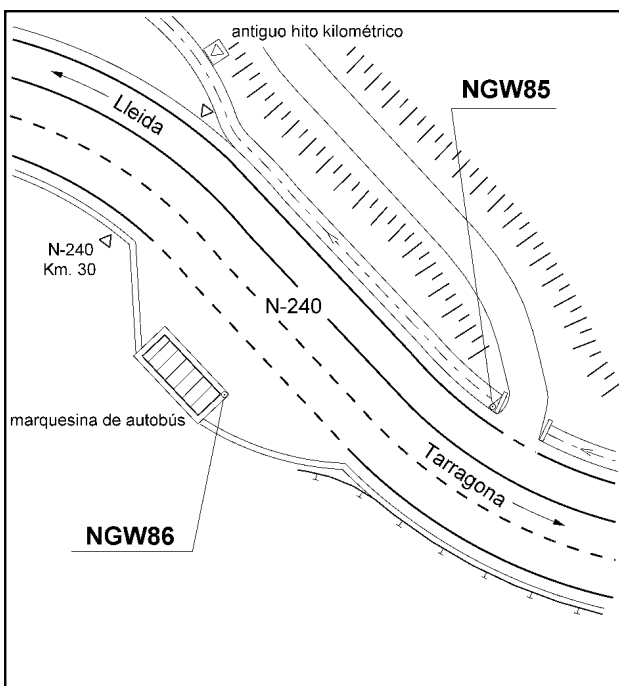 antiguo hito kilométrico
NGW85
Lleida
N-240
Km. 30
N-240
marquesina de autobús
Tarragona
NGW86